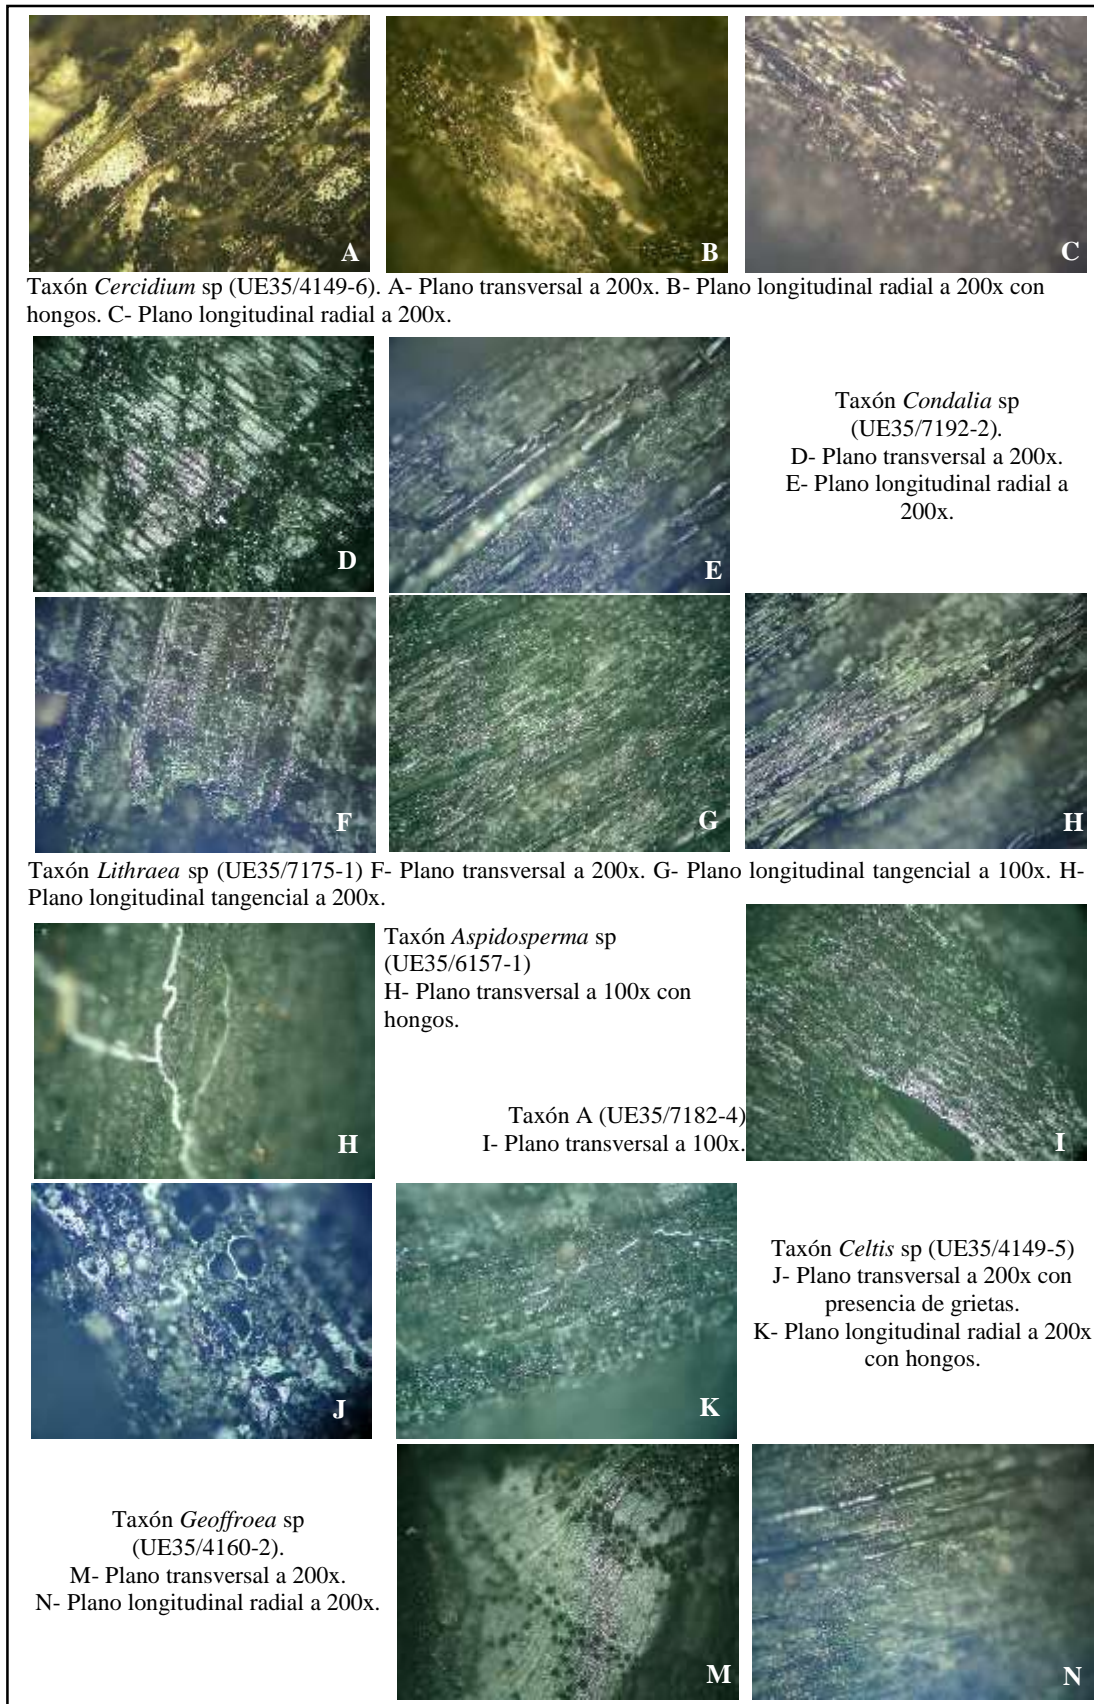 A
B
C
Taxón Cercidium sp (UE35/4149-6). A- Plano transversal a 200x. B- Plano longitudinal radial a 200x con
hongos. C- Plano longitudinal radial a 200x.
D
E
Taxón Condalia sp
(UE35/7192-2).
D- Plano transversal a 200x.
E- Plano longitudinal radial a
200x.
F
G
H
Taxón Lithraea sp (UE35/7175-1) F- Plano transversal a 200x. G- Plano longitudinal tangencial a 100x. H-
Plano longitudinal tangencial a 200x.
H
Taxón Aspidosperma sp
(UE35/6157-1)
H- Plano transversal a 100x con
hongos.
Taxón A (UE35/7182-4)
I- Plano transversal a 100x.
I
J
K
Taxón Celtis sp (UE35/4149-5)
J- Plano transversal a 200x con
presencia de grietas.
K- Plano longitudinal radial a 200x
con hongos.
Taxón Geoffroea sp
(UE35/4160-2).
M- Plano transversal a 200x.
N- Plano longitudinal radial a 200x.
M
N